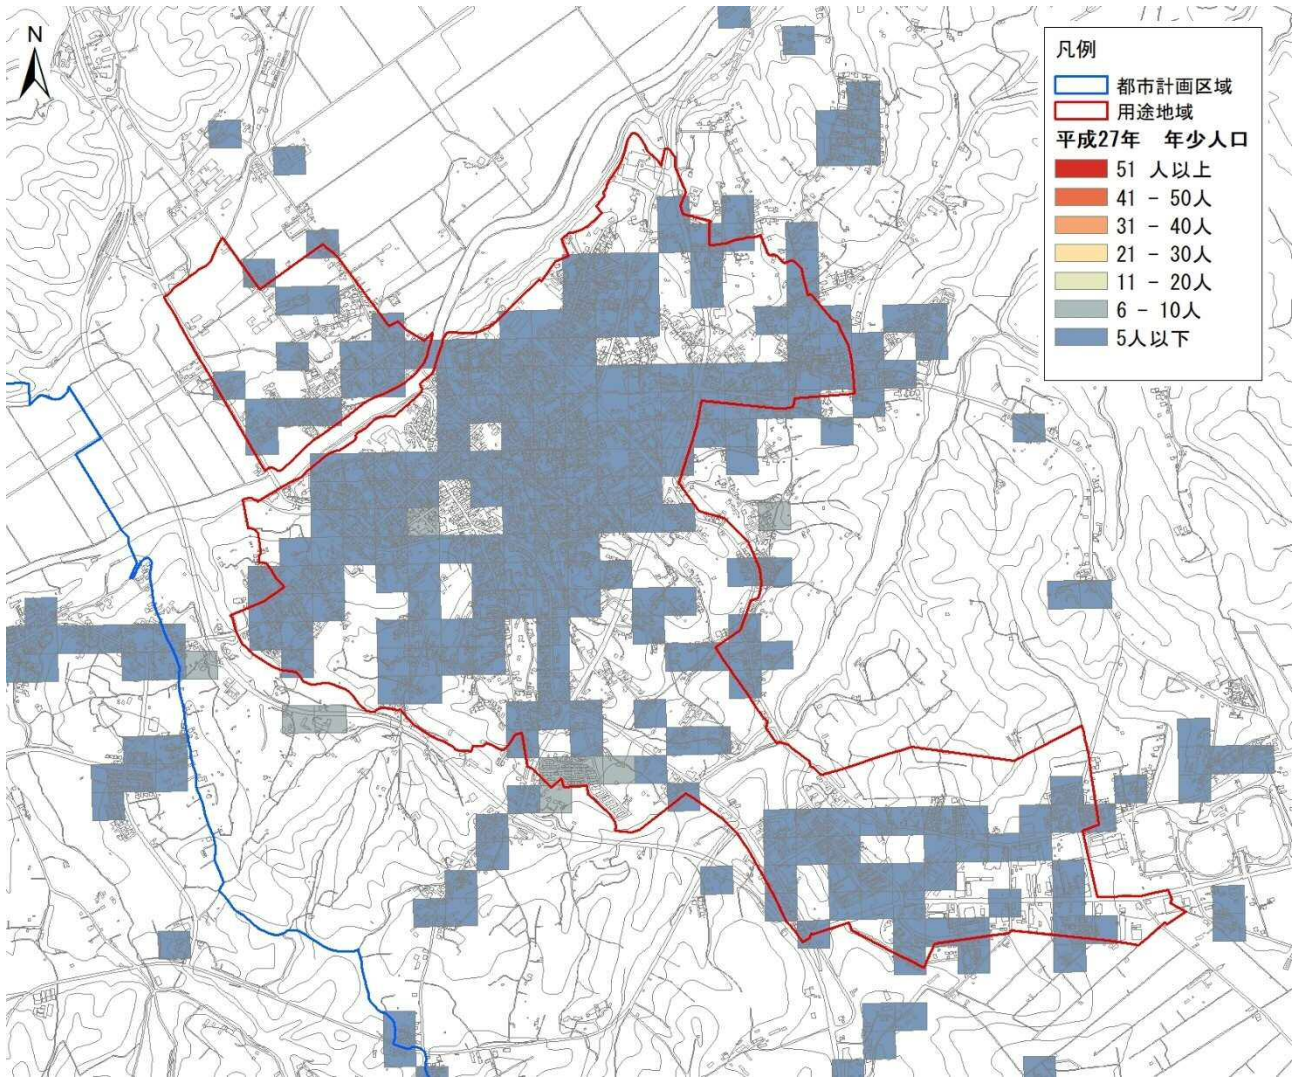 N
凡例
都市計画区域
用途地域
平成27年 年少人口
51 人以上
41 - 50人
31 - 40人
21 - 30人
11 - 20人
6 - 10人
5人以下